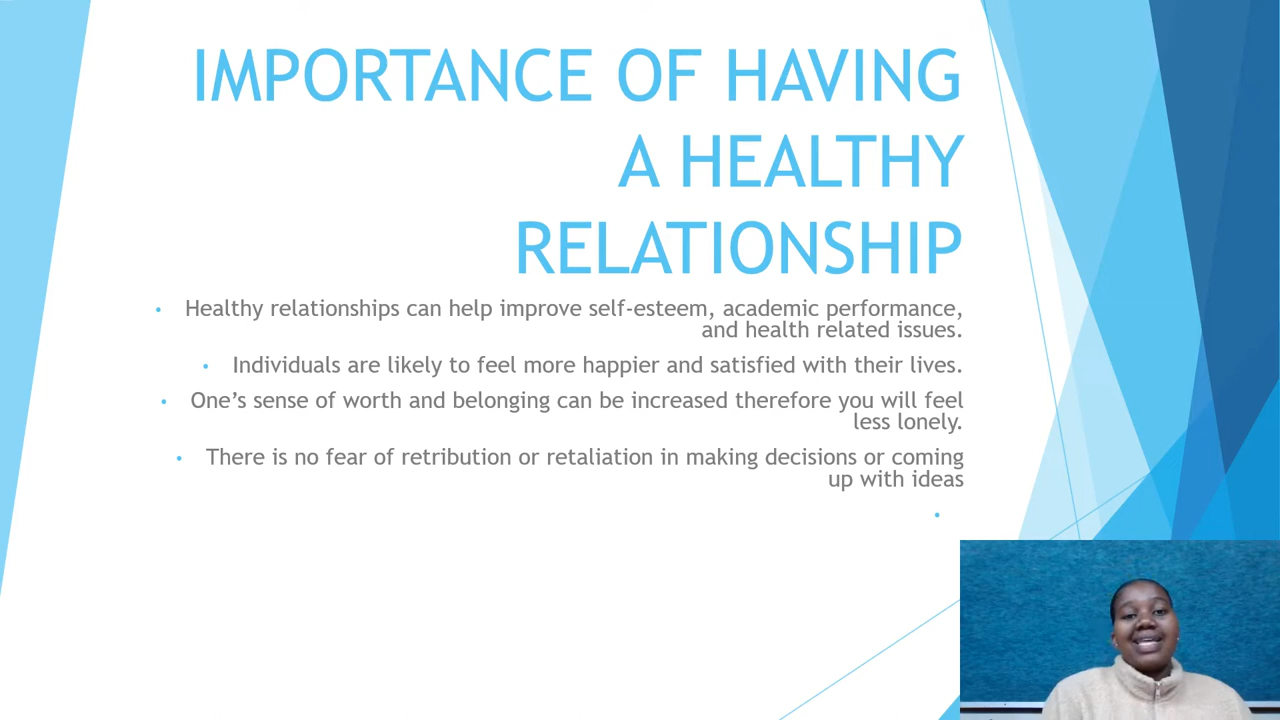 IMPORTANCE OF HAVING
A HEALTHY
RELATIONSHIP
• Healthy relationships can help improve self-esteem, academic performance,
and health related issues.
• Individuals are likely to feel more happier and satisfied with their lives.
• One’s sense of worth and belonging can be increased therefore you will feel
less lonely.
• There is no fear of retribution or retaliation in making decisions or coming
up with ideas
•